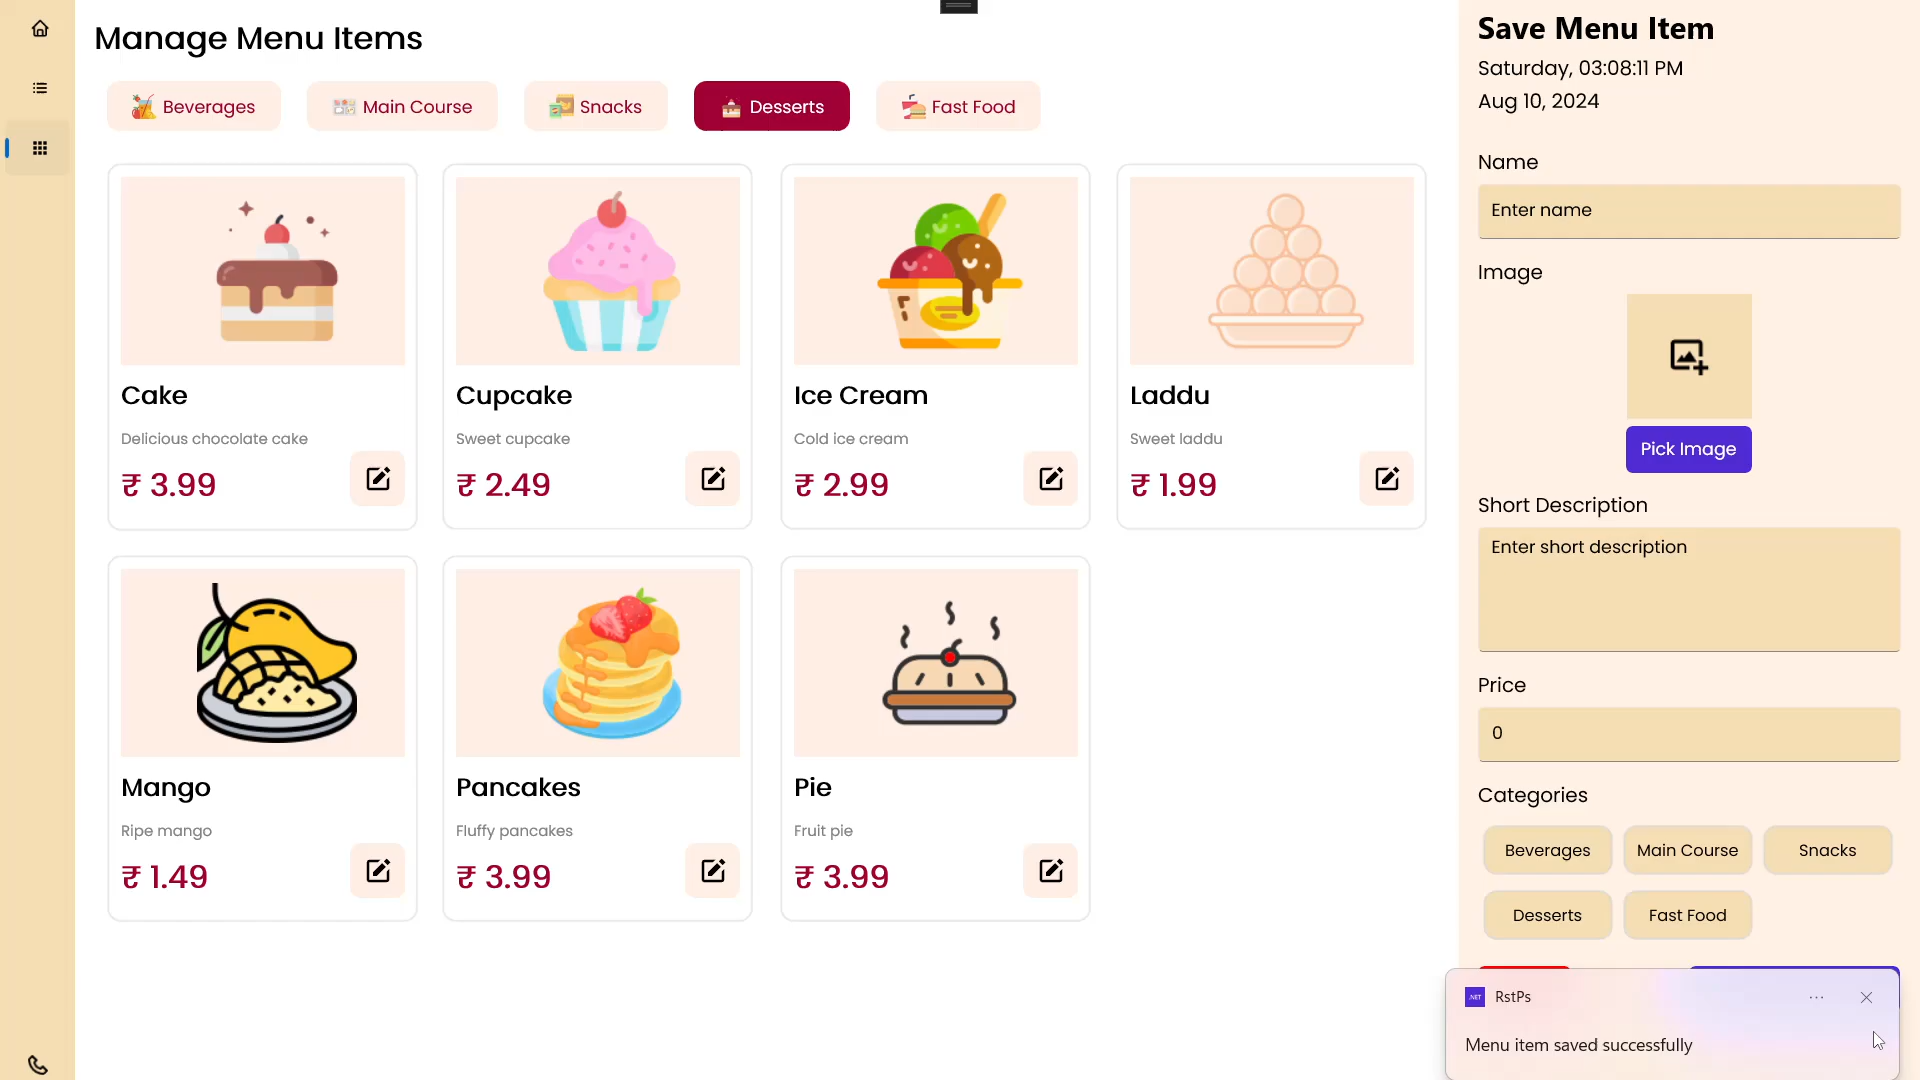 Manage Menu Items
Beverages
Main Course
Snacks
Desserts
Fast Food
Cake
Delicious chocolate cake
₹ 3.99
Cupcake
Sweet cupcake
₹ 2.49
Ice Cream
Cold ice cream
₹ 2.99
Laddu
Sweet laddu
₹ 1.99
Mango
Ripe mango
₹ 1.49
Pancakes
Fluffy pancakes
₹ 3.99
Pie
Fruit pie
₹ 3.99
Save Menu Item
Saturday, 03:08:11 PM
Aug 10, 2024
Name
Enter name
Image
Pick Image
Short Description
Enter short description
Price
0
Categories
Beverages
Main Course
Snacks
Desserts
Fast Food
.NET
RstPs
Menu item saved successfully